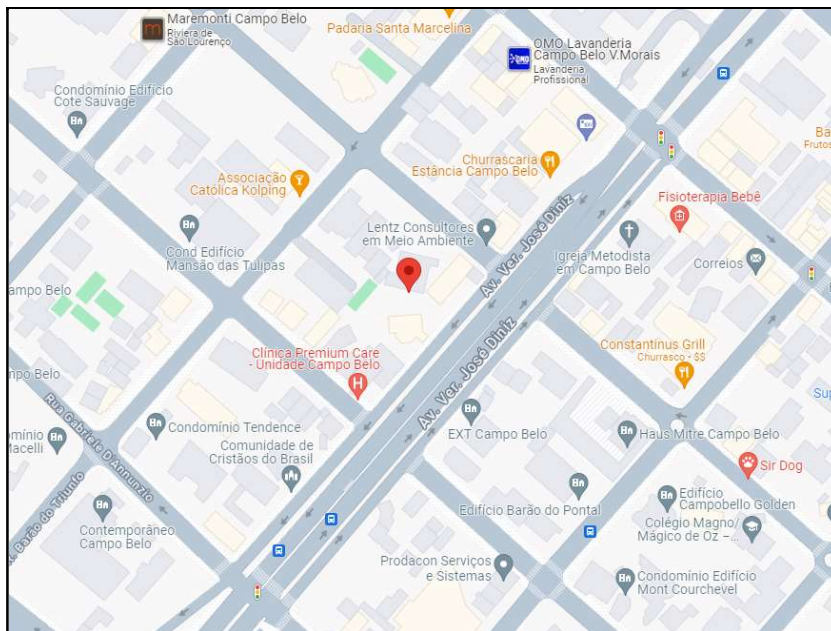 Maremonti Campo Belo
Riviera de
São Lourenço
Padaria Santa Marcelina
OMO Lavanderia
Campo Belo V.Morais
Lavanderia
Profissional
Condomínio Edifício
Cote Sauvage
Ba
Frutos
Churrascaria
Estância Campo Belo
Associação
Católica Kolping
Fisioterapia Bebê
Lentz Consultores
em Meio Ambiente
Av. Ver. José Diniz
Igreja Metodista
em Campo Belo
Correios
Cond Edifício
Mansão das Tulipas
ampo Belo
Av. Ver. José Diniz
Constantinus Grill
Churrasco • $$
Clínica Premium Care
- Unidade Campo Belo
mpo Belo
Sup
Rua Gabriele D'Annunzio
Condomínio Tendence
EXT Campo Belo
Haus Mitre Campo Belo
omínio
Macelli
Comunidade de
Cristãos do Brasil
Sir Dog
. Barão do Triunfo
Edifício Barão do Pontal
Edifício
Campobello Golden
Contemporâneo
Campo Belo
Colégio Magno/
Mágico de Oz –...
Prodacon Serviços
e Sistemas
Condomínio Edifício
Mont Courchevel